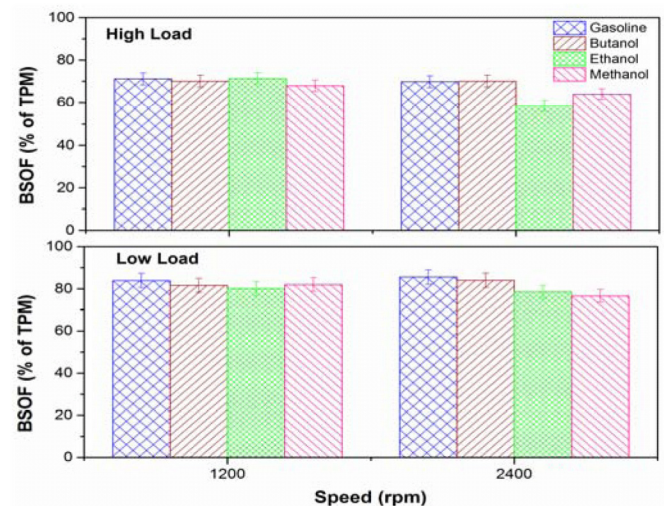 100
High Load
Gasoline
Butanol
Ethanol
Methanol
80
60
40
20
0
BSOF (% of TPM)
100
Low Load
80
60
40
20
0
BSOF (% of TPM)
1200
2400
Speed (rpm)